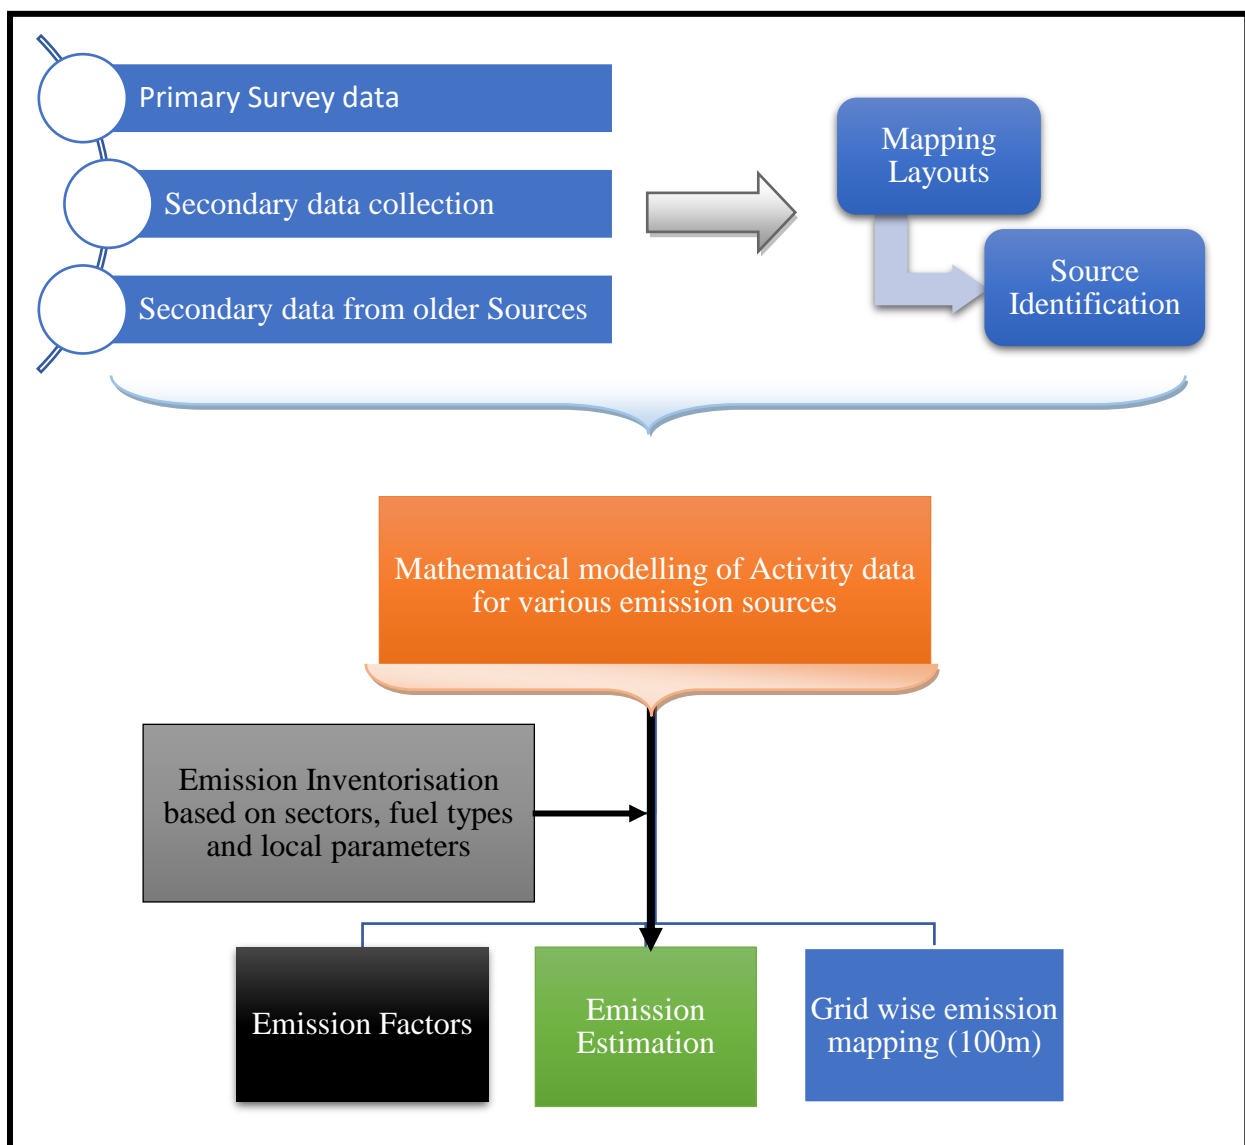 Primary Survey data
Secondary data collection
Secondary data from older Sources
Mapping
Layouts
Source
Identification
Mathematical modelling of Activity data
for various emission sources
Emission Inventorisation
based on sectors, fuel types
and local parameters
Emission Factors
Emission
Estimation
Grid wise emission
mapping (100m)